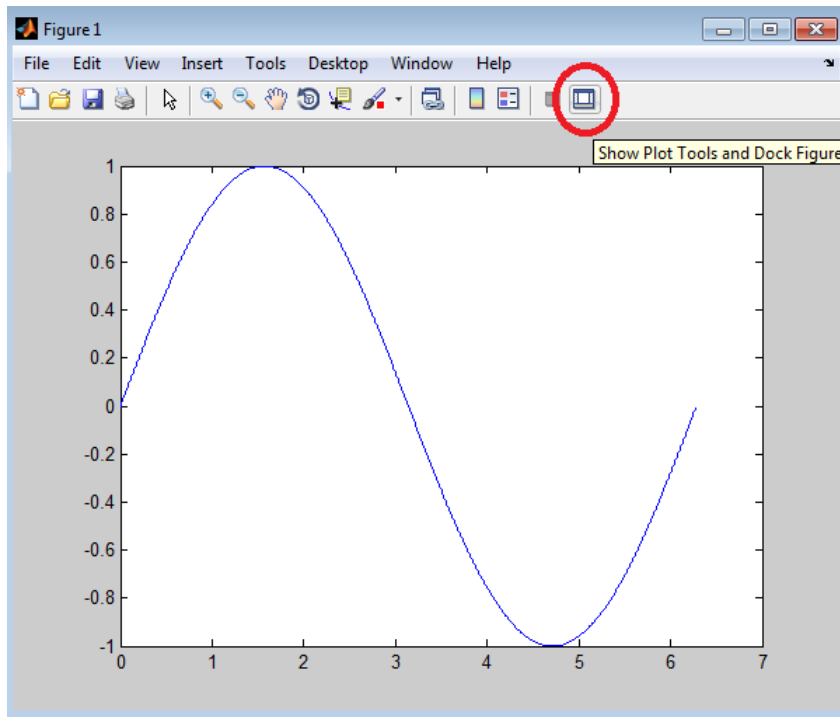 Figure 1
File Edit View Insert Tools Desktop Window Help
Show Plot Tools and Dock Figure
1
0.8
0.6
0.4
0.2
0
-0.2
-0.4
-0.6
-0.8
-1
0 1 2 3 4 5 6 7